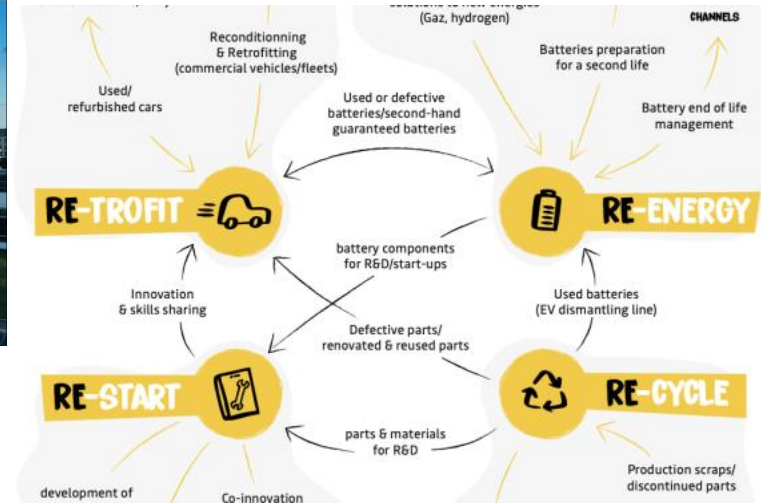 (Gaz, hydrogen)
CHANNELS
Reconditionning
& Retrofitting
(commercial vehicles/fleets)
Batteries preparation
for a second life
Used/
refurbished cars
Used or defective
batteries/second-hand
guaranteed batteries
Battery end of life
management
RE-TROFIT
RE-ENERGY
battery components
for R&D/start-ups
Innovation
& skills sharing
Used batteries
(EV dismantling line)
Defective parts/
renovated & reused parts
RE-START
RE-CYCLE
parts & materials
for R&D
Production scraps/
discontinued parts
development of
Co-innovation